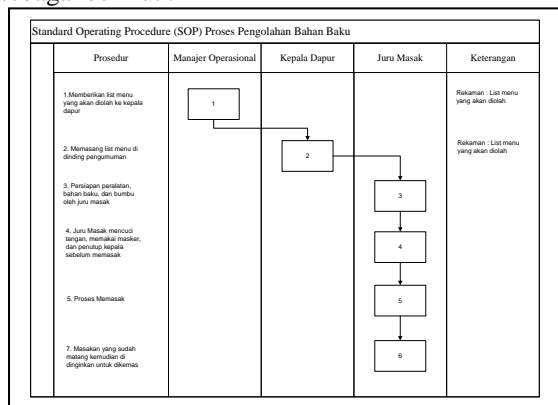 Standard Operating Procedure (SOP) Proses Pengolahan Bahan Baku
Prosedur
Manajer Operasional
Kepala Dapur
Juru Masak
Keterangan
1.Memberikan list menu
yang akan diolah ke kepala
dapur
1
Rekaman : List menu
yang akan diolah
2. Memasang list menu di
dinding pengumuman
2
Rekaman : List menu
yang akan diolah
3. Persiapan peralatan,
bahan baku, dan bumbu
oleh juru masak
3
4. Juru Masak mencuci
tangan, memakai masker,
dan penutup kepala
sebelum memasak
4
5. Proses Memasak
5
7. Masakan yang sudah
matang kemudian di
dinginkan untuk dikemas
6